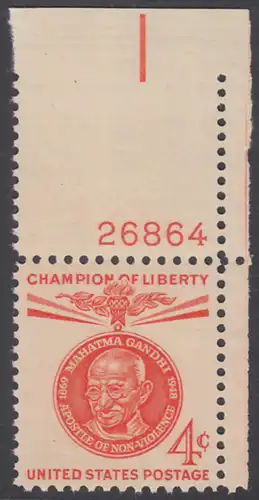 26864
CHAMPION OF LIBERTY
MAHATMA GANDHI
1869
1948
APOSTLE OF NON-VIOLENCE
4¢
UNITED STATES POSTAGE